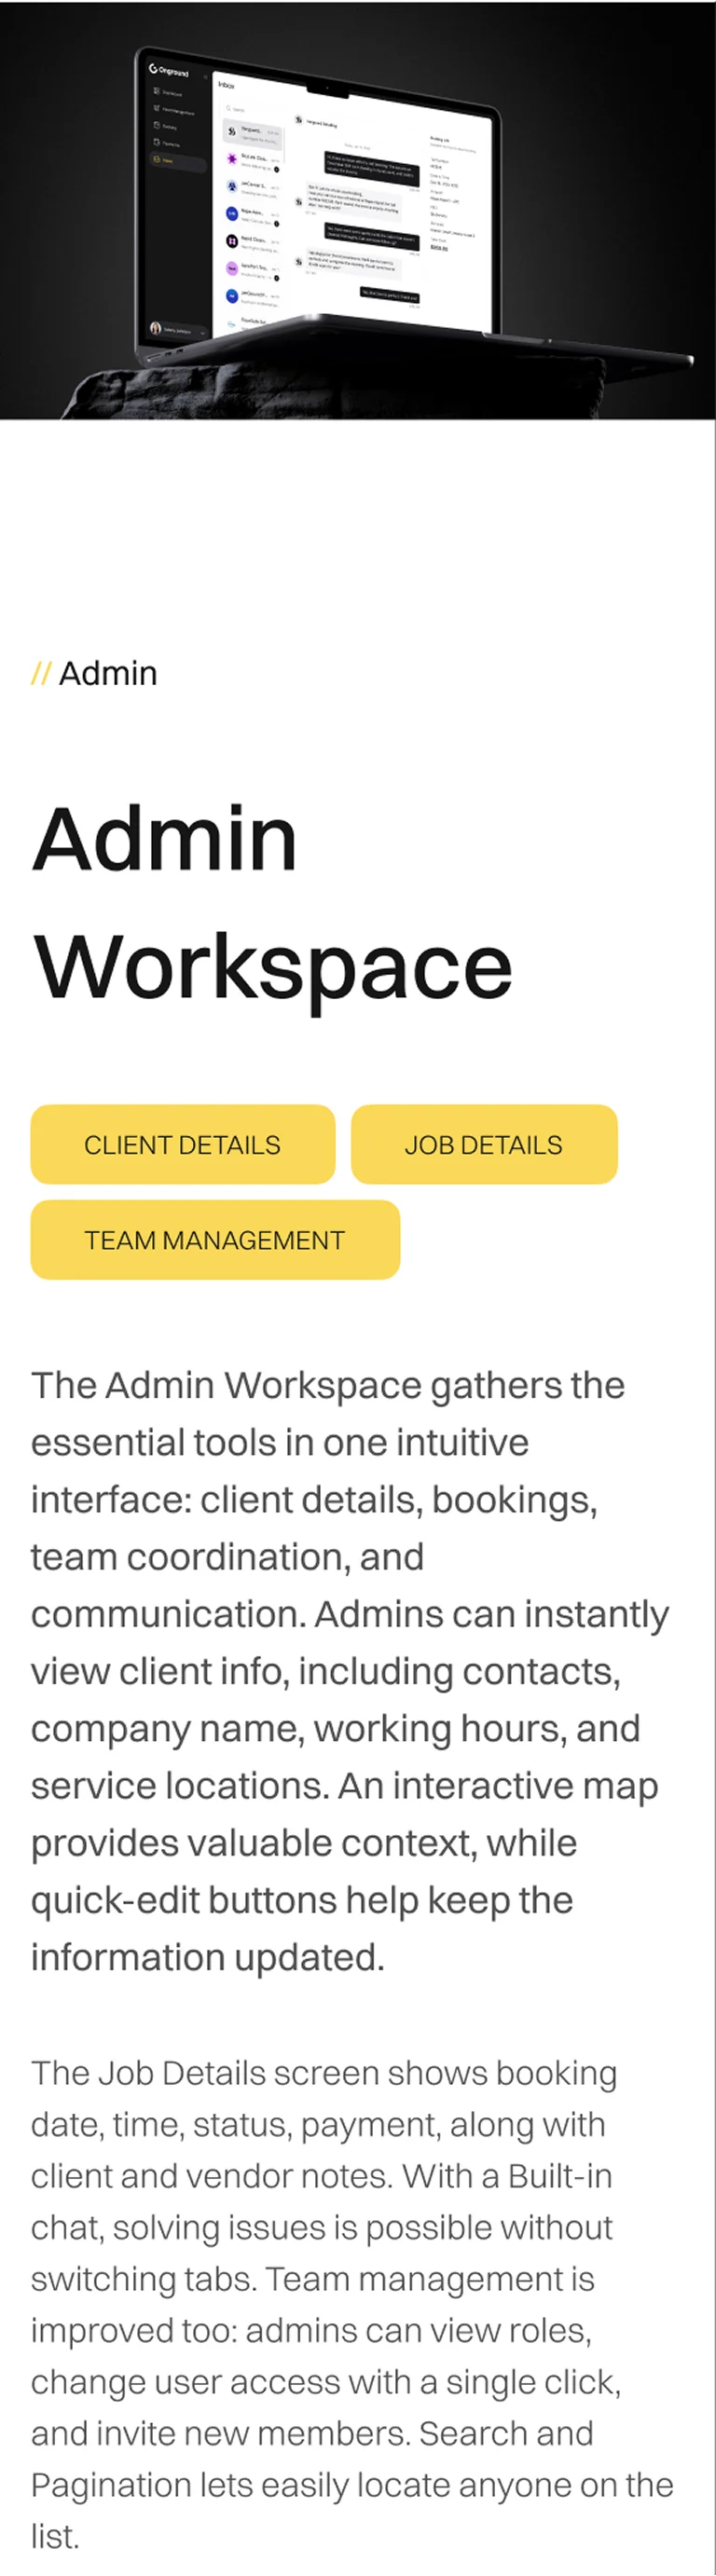 Onground
Inbox
// Admin
Admin
Workspace
CLIENT DETAILS
JOB DETAILS
TEAM MANAGEMENT
The Admin Workspace gathers the
essential tools in one intuitive
interface: client details, bookings,
team coordination, and
communication. Admins can instantly
view client info, including contacts,
company name, working hours, and
service locations. An interactive map
provides valuable context, while
quick-edit buttons help keep the
information updated.
The Job Details screen shows booking
date, time, status, payment, along with
client and vendor notes. With a Built-in
chat, solving issues is possible without
switching tabs. Team management is
improved too: admins can view roles,
change user access with a single click,
and invite new members. Search and
Pagination lets easily locate anyone on the
list.